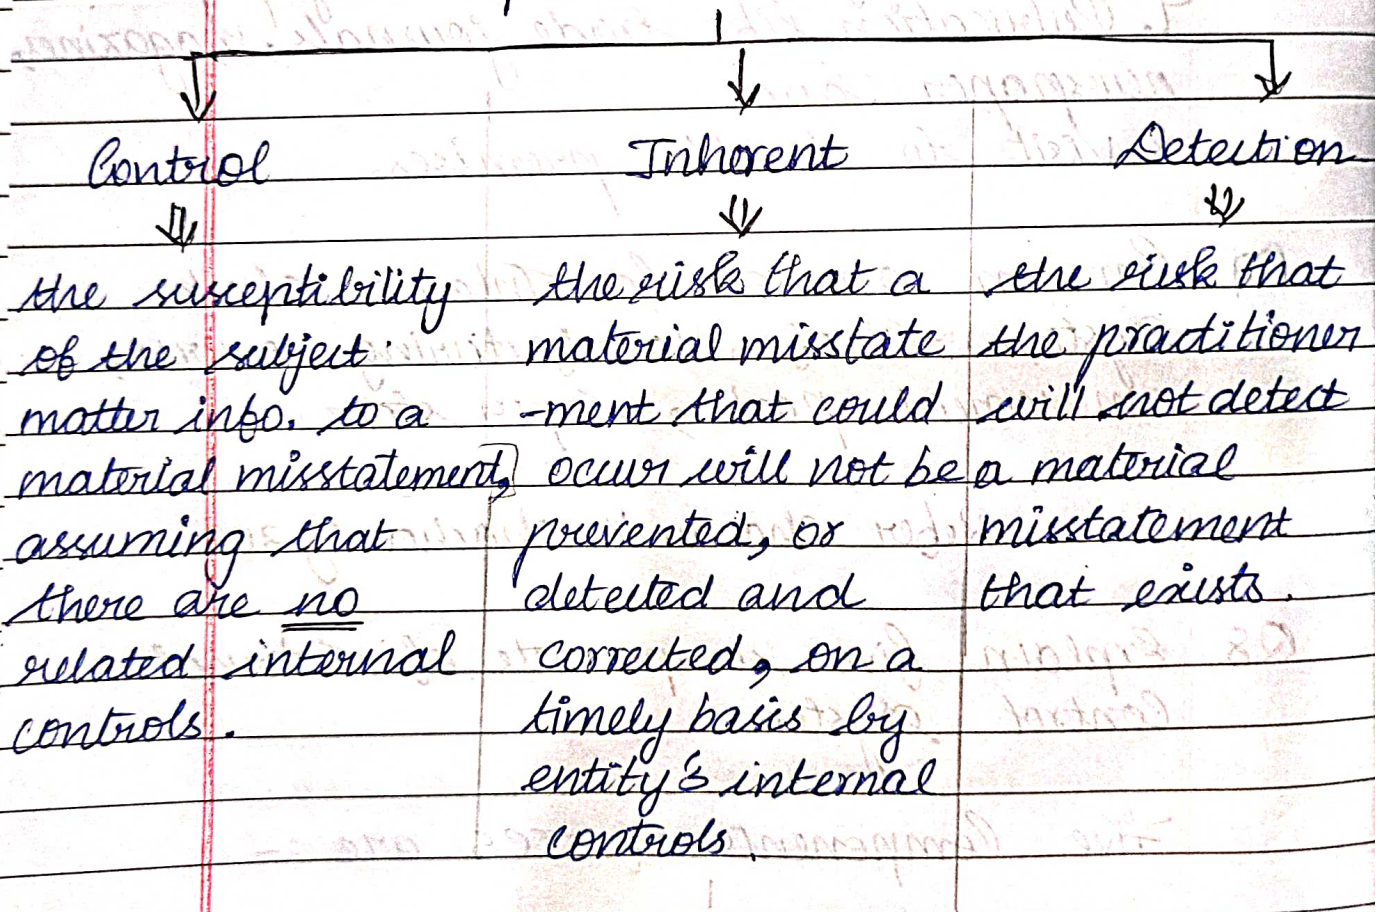 Control
Inherent
Detection
the susceptibility
of the subject
matter info. to a
material misstatement,
assuming that
there are no
related internal
controls.
the risk that a
material misstate
-ment that could
occur will not be
prevented, or
detected and
corrected, on a
timely basis by
entity's internal
controls.
the risk that
the practitioner
will not detect
a material
misstatement
that exists.